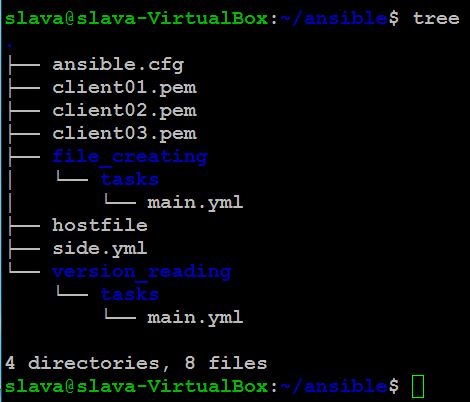 slava@slava-VirtualBox:~/ansible$ tree
.
├── ansible.cfg
├── client01.pem
├── client02.pem
├── client03.pem
├── file_creating
│   └── tasks
│       └── main.yml
├── hostfile
├── side.yml
└── version_reading
    └── tasks
        └── main.yml

4 directories, 8 files
slava@slava-VirtualBox:~/ansible$